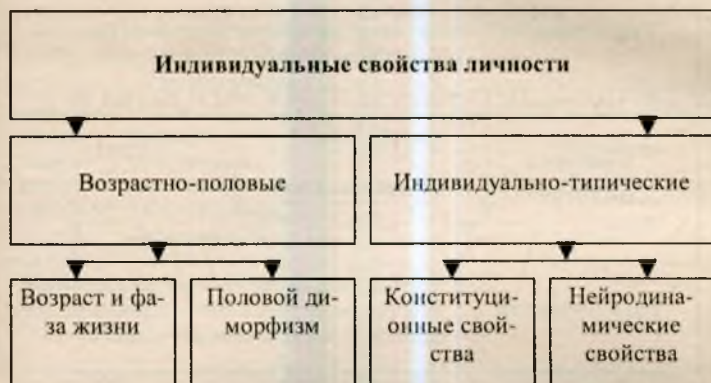 Индивидуальные свойства личности
Возрастно-половые
Индивидуально-типические
Возраст и фа-
за жизни
Половой ди-
морфизм
Конституци-
онные свой-
ства
Нейродина-
мические
свойства